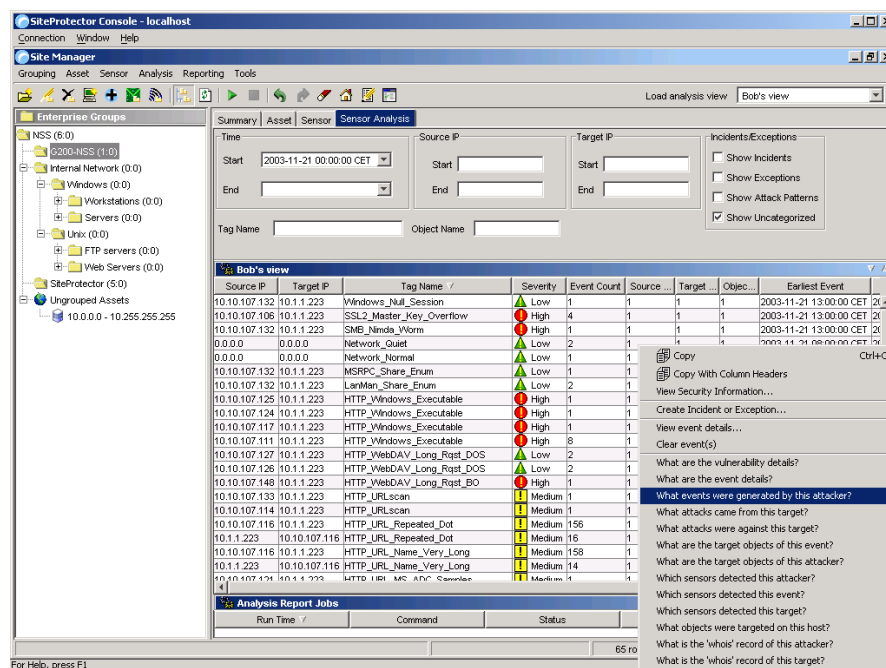 SiteProtector Console - localhost
Connection Window Help
Site Manager
Grouping Asset Sensor Analysis Reporting Tools
Load analysis view Bob's view
Enterprise Groups
NSS (6:0)
G200-NSS (1:0)
Internal Network (0:0)
Windows (0:0)
Workstations (0:0)
Servers (0:0)
Unix (0:0)
FTP servers (0:0)
Web Servers (0:0)
SiteProtector (5:0)
Ungrouped Assets
10.0.0.0 - 10.255.255.255
Summary Asset Sensor Sensor Analysis
Time Source IP Target IP Incidents/Exceptions
Start 2003-11-21 00:00:00 CET Start Start Show Incidents
Show Exceptions
End End End
Show Attack Patterns
Show Uncategorized
Tag Name Object Name
Bob's view
Source IP Target IP Tag Name Severity Event Count Source ... Target ... Objec... Earliest Event
10.10.107.132 10.1.1.223 Windows_Null_Session Low 1 1 1 1 2003-11-21 13:00:00 CET
10.10.107.106 10.1.1.223 SSL2_Master_Key_Overflow High 4 1 1 1 2003-11-21 13:00:00 CET
10.10.107.132 10.1.1.223 SMB_Nimda_Worm High 1 1 1 1 2003-11-21 13:00:00 CET
0.0.0.0 0.0.0.0 Network_Quiet Low 2 1 1 1 2003-11-21 08:00:00 CET
0.0.0.0 0.0.0.0 Network_Normal Low 1 1
10.10.107.132 10.1.1.223 MSRPC_Share_Enum Low 1 1
10.10.107.132 10.1.1.223 LanMan_Share_Enum Low 2 1
10.10.107.125 10.1.1.223 HTTP_Windows_Executable High 1 1
10.10.107.124 10.1.1.223 HTTP_Windows_Executable High 1 1
10.10.107.117 10.1.1.223 HTTP_Windows_Executable High 1 1
10.10.107.111 10.1.1.223 HTTP_Windows_Executable High 8 1
10.10.107.127 10.1.1.223 HTTP_WebDAV_Long_Rqst_DOS Low 2 1
10.10.107.126 10.1.1.223 HTTP_WebDAV_Long_Rqst_DOS Low 2 1
10.10.107.148 10.1.1.223 HTTP_WebDAV_Long_Rqst_BO High 1 1
10.10.107.133 10.1.1.223 HTTP_URLscan Medium 1 1
10.10.107.114 10.1.1.223 HTTP_URLscan Medium 1 1
10.10.107.116 10.1.1.223 HTTP_URL_Repeated_Dot Medium 156 1
10.1.1.223 10.10.107.116 HTTP_URL_Repeated_Dot Medium 16 1
10.10.107.116 10.1.1.223 HTTP_URL_Name_Very_Long Medium 158 1
10.1.1.223 10.10.107.116 HTTP_URL_Name_Very_Long Medium 14 1
10.10.107.121 10.1.1.223 HTTP_URL_MS_ADC_Samples Medium 1 1
Copy Ctrl+C
Copy With Column Headers
View Security Information...
Create Incident or Exception...
View event details...
Clear event(s)
What are the vulnerability details?
What are the event details?
What events were generated by this attacker?
What attacks came from this target?
What attacks were against this target?
What are the target objects of this event?
What are the target objects of this attacker?
Which sensors detected this attacker?
Which sensors detected this event?
Which sensors detected this target?
What objects were targeted on this host?
What is the 'whois' record of this attacker?
What is the 'whois' record of this target?
Analysis Report Jobs
Run Time Command Status
65 ro
For Help, press F1